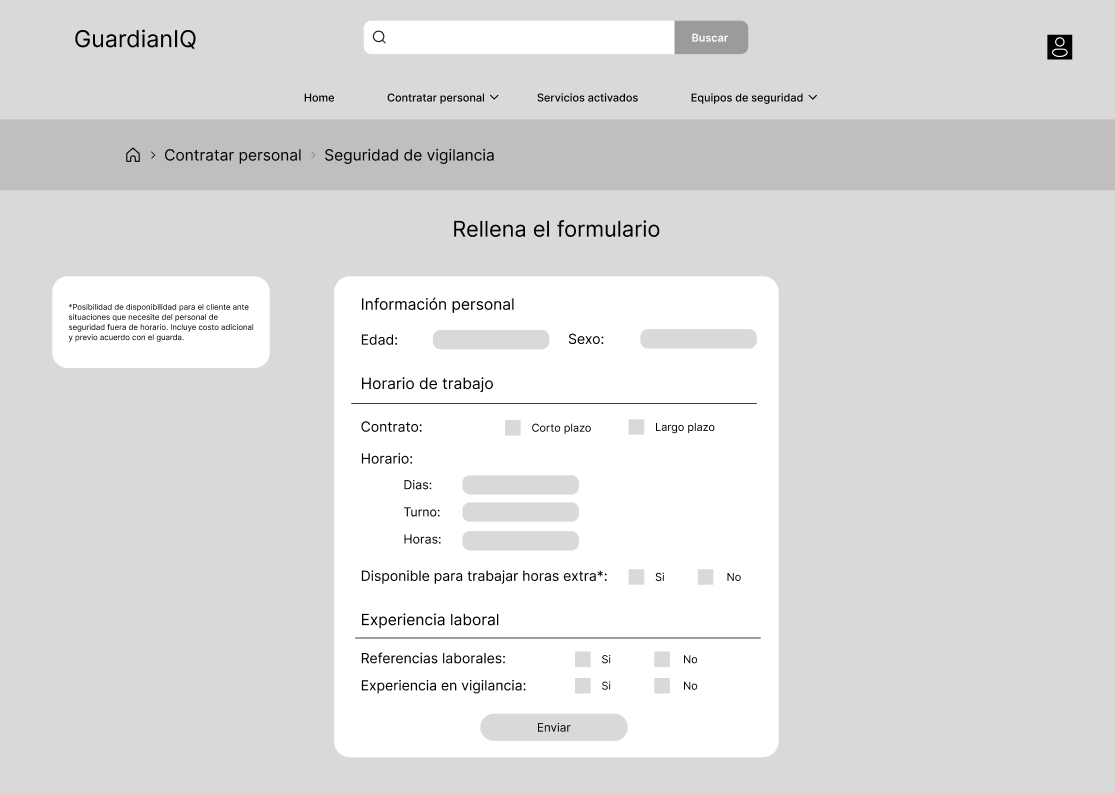 GuardianIQ
Buscar
Home
Contratar personal
Servicios activados
Equipos de seguridad
Contratar personal
Seguridad de vigilancia
Rellena el formulario
*Posibilidad de disponibilidad para el cliente ante
situaciones que necesite del personal de
seguridad fuera de horario. Incluye costo adicional
y previo acuerdo con el guarda.
Información personal
Edad:
Sexo:
Horario de trabajo
Contrato:
Corto plazo
Largo plazo
Horario:
Dias:
Turno:
Horas:
Disponible para trabajar horas extra*:
Si
No
Experiencia laboral
Referencias laborales:
Si
No
Experiencia en vigilancia:
Si
No
Enviar